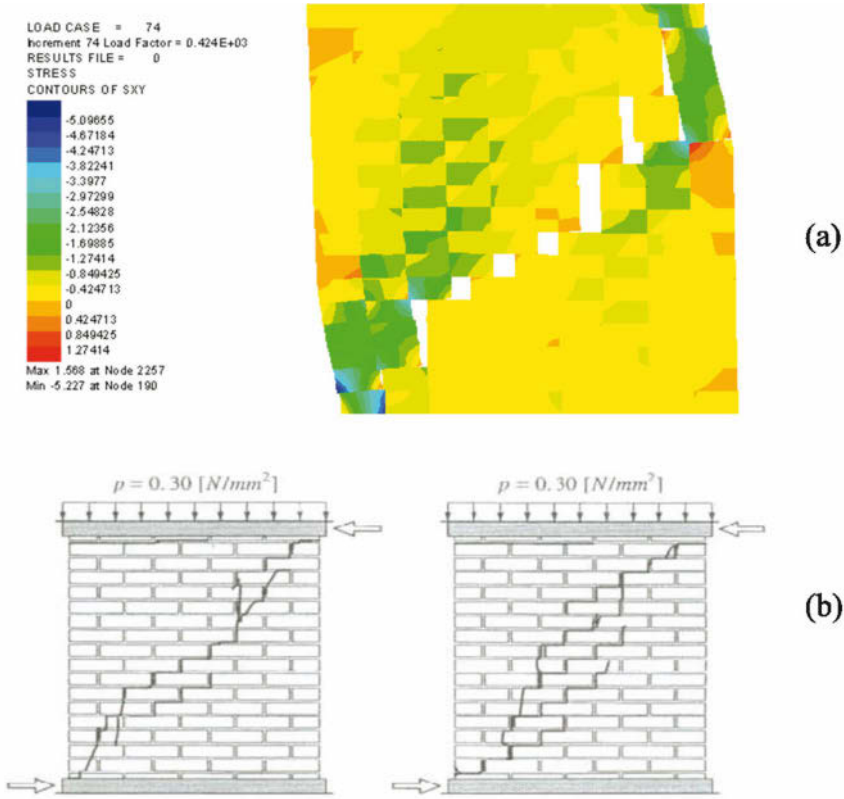 LOAD CASE = 74
Increment 74 Load Factor = 0.424E+03
RESULTS FILE = 0
STRESS
CONTOURS OF SXY
-5.09655
-4.67184
-4.24713
-3.82241
-3.3977
-2.97299
-2.54828
-2.12356
-1.69885
-1.27414
-0.849425
-0.424713
0
0.424713
0.849425
1.27414
Max 1.568 at Node 2257
Min -5.227 at Node 190
(a)
p = 0.30 [N/mm²]
p = 0.30 [N/mm²]
(b)